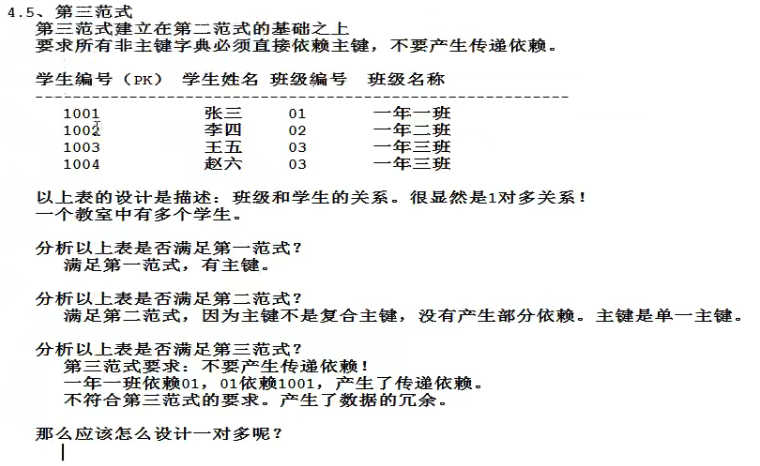 4.5、第三范式
第三范式建立在第二范式的基础之上
要求所有非主键字典必须直接依赖主键，不要产生传递依赖。
学生编号（PK） 学生姓名 班级编号 班级名称
---------------------------------------------------------
1001 张三 01 一年一班
1002 李四 02 一年二班
1003 王五 03 一年三班
1004 赵六 03 一年三班
以上表的设计是描述：班级和学生的关系。很显然是1对多关系！
一个教室中有多个学生。
分析以上表是否满足第一范式？
满足第一范式，有主键。
分析以上表是否满足第二范式？
满足第二范式，因为主键不是复合主键，没有产生部分依赖。主键是单一主键。
分析以上表是否满足第三范式？
第三范式要求：不要产生传递依赖！
一年一班依赖01，01依赖1001，产生了传递依赖。
不符合第三范式的要求。产生了数据的冗余。
那么应该怎么设计一对多呢？